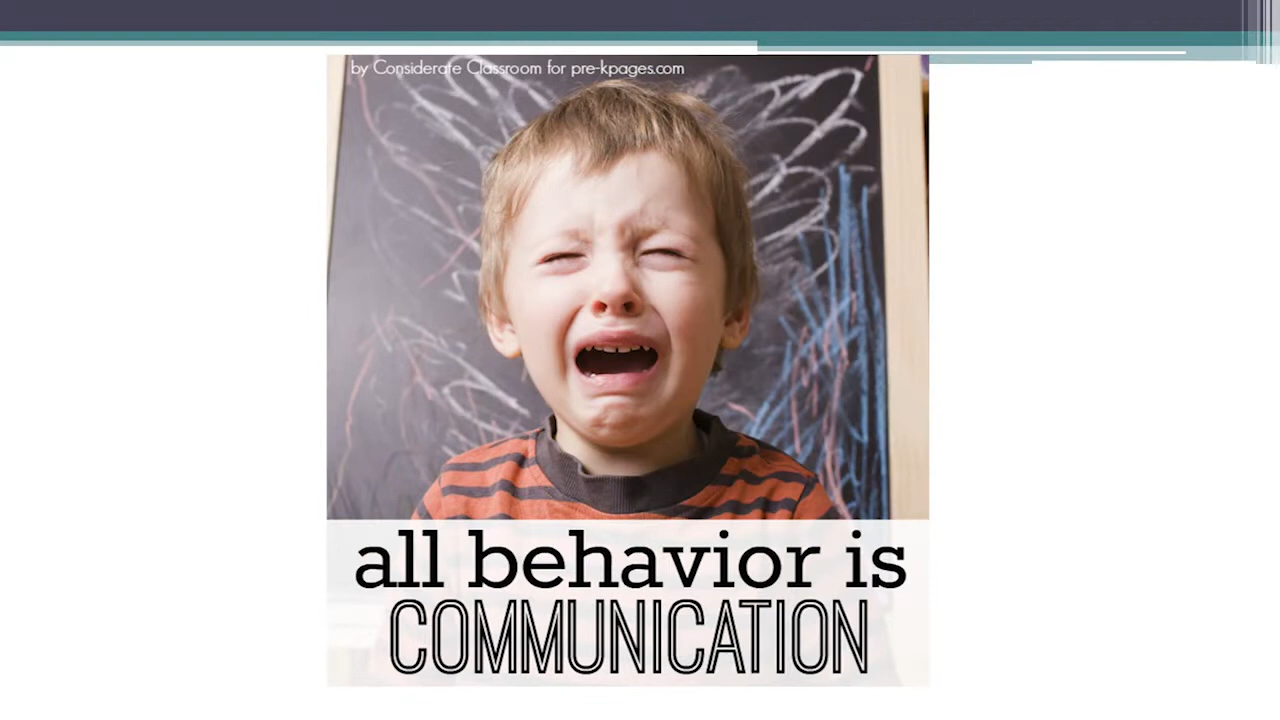 by Considerate Classroom for pre-kpages.com
all behavior is
COMMUNICATION